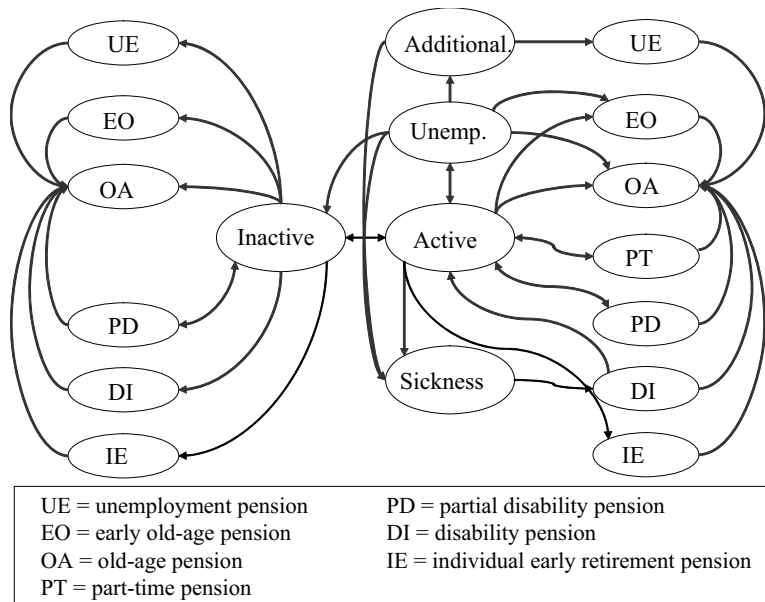 UE
Additional.
UE
EO
Unemp.
EO
OA
OA
Inactive
Active
PT
PD
PD
DI
Sickness
DI
IE
IE
UE = unemployment pension
EO = early old-age pension
OA = old-age pension
PT = part-time pension
PD = partial disability pension
DI = disability pension
IE = individual early retirement pension